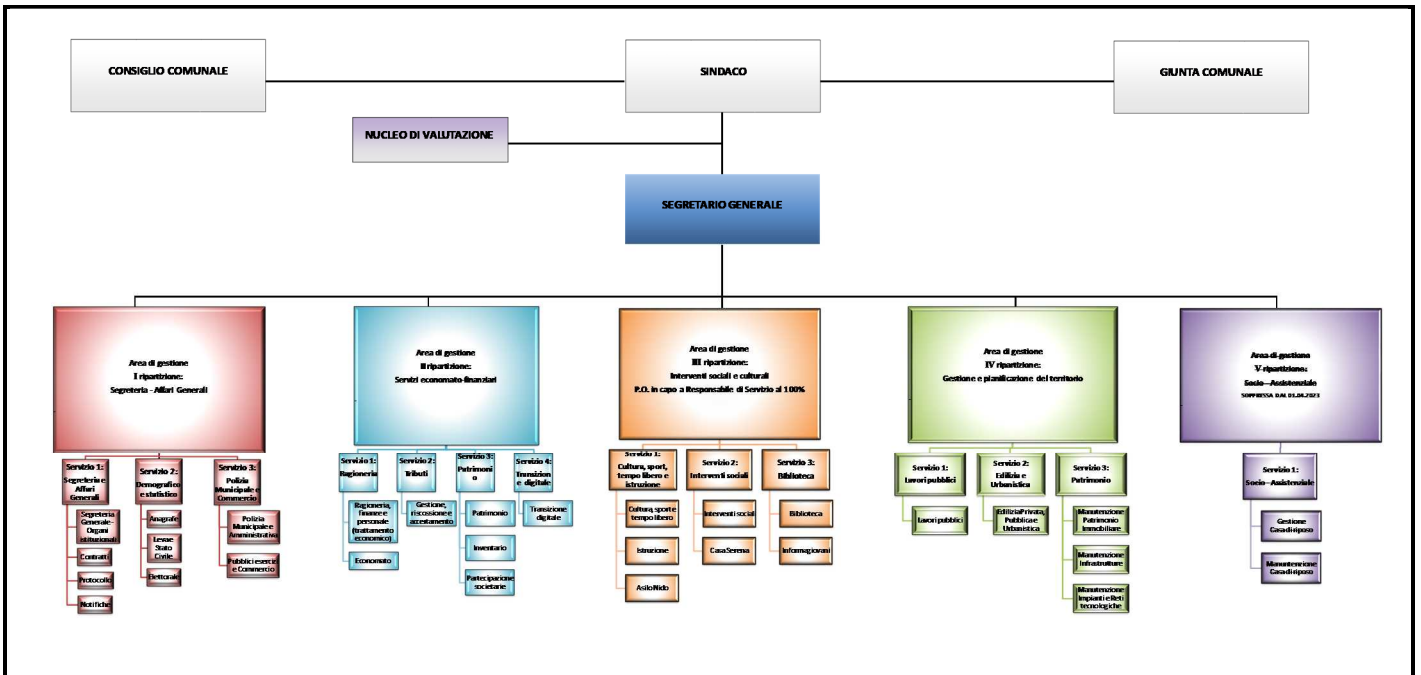 CONSIGLIO COMUNALE
SINDACO
GIUNTA COMUNALE
NUCLEO DI VALUTAZIONE
SEGRETARIO GENERALE
Area di gestione
I ripartizione:
Segreteria - Affari Generali
Area di gestione
II ripartizione:
Servizi economato-finanziari
Area di gestione
III ripartizione:
Interventi sociali e culturali
P.O. in capo a Responsabile di Servizio al 100%
Area di gestione
IV ripartizione:
Gestione e pianificazione del territorio
Area di gestione
V ripartizione:
Socio - Assistenziale
SOPPRESSA DAL 01.04.2023
Servizio 1:
Segreteria e
Affari
Generali
Segreteria
Generale-
Organi
istituzionali
Contratti
Protocollo
Notifiche
Servizio 2:
Demografico
e statistico
Anagrafe
Leva e
Stato
Civile
Elettorale
Servizio 3:
Polizia
Municipale e
Commercio
Polizia
Municipale e
Amministrativa
Pubblici esercizi
e Commercio
Servizio 1:
Ragioneria
Ragioneria,
finanze e
personale
(trattamento
economico)
Economato
Servizio 2:
Tributi
Gestione,
riscossione e
accertamento
Servizio 3:
Patrimoni
o
Patrimonio
Inventario
Partecipazione
societarie
Servizio 4:
Transizion
e digitale
Transizione
digitale
Servizio 1:
Cultura, sport,
tempo libero e
istruzione
Cultura, sport e
tempo libero
Istruzione
Asilo Nido
Servizio 2:
Interventi sociali
Interventi sociali
Casa Serena
Servizio 3:
Biblioteca
Biblioteca
Informagiovani
Servizio 1:
Lavori pubblici
Lavori pubblici
Servizio 2:
Edilizia e
Urbanistica
Edilizia Privata,
Pubblica e
Urbanistica
Servizio 3:
Patrimonio
Manutenzione
Patrimonio
Immobiliare
Manutenzione
Infrastrutture
Manutenzione
Impianti e Reti
tecnologiche
Servizio 1:
Socio - Assistenziale
Gestione
Casa di riposo
Manuntenzione
Casa di riposo